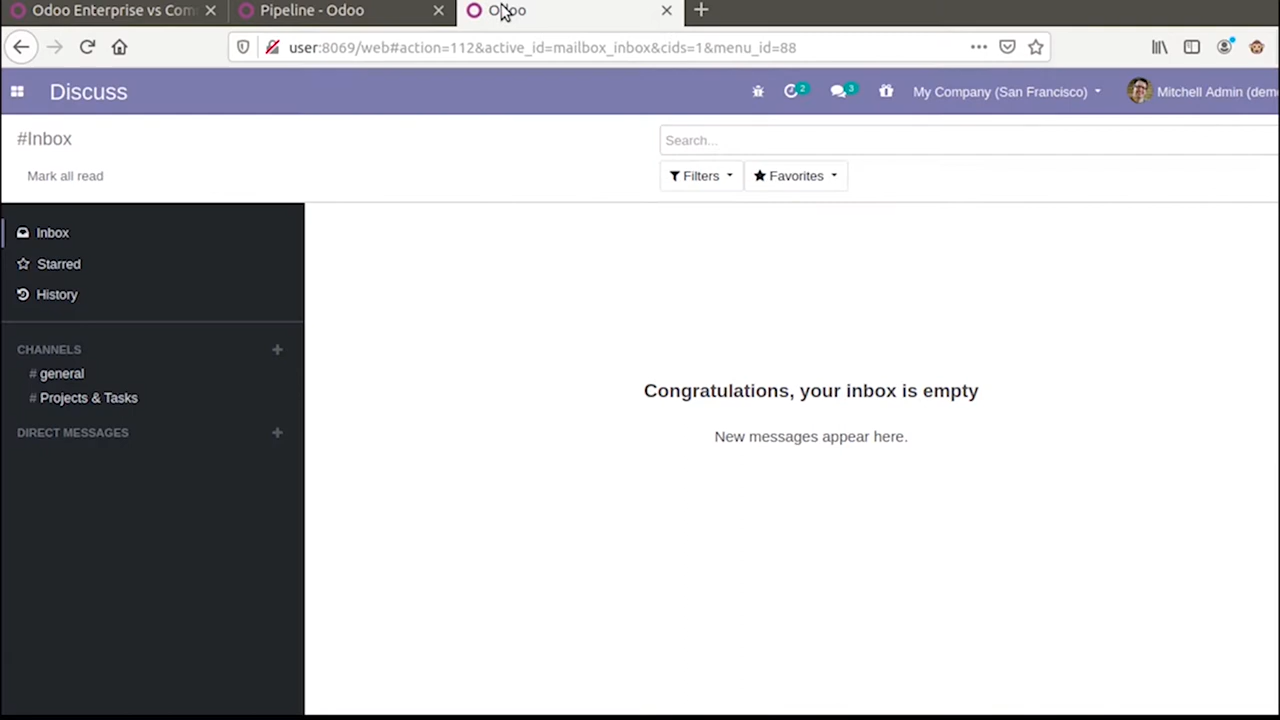 Odoo Enterprise vs Com
Pipeline - Odoo
Odoo
user:8069/web#action=112&active_id=mailbox_inbox&cids=1&menu_id=88
Discuss
2
3
My Company (San Francisco)
Mitchell Admin (demo
#Inbox
Search...
Mark all read
Filters
Favorites
Inbox
Starred
History
CHANNELS
# general
# Projects & Tasks
DIRECT MESSAGES
Congratulations, your inbox is empty
New messages appear here.